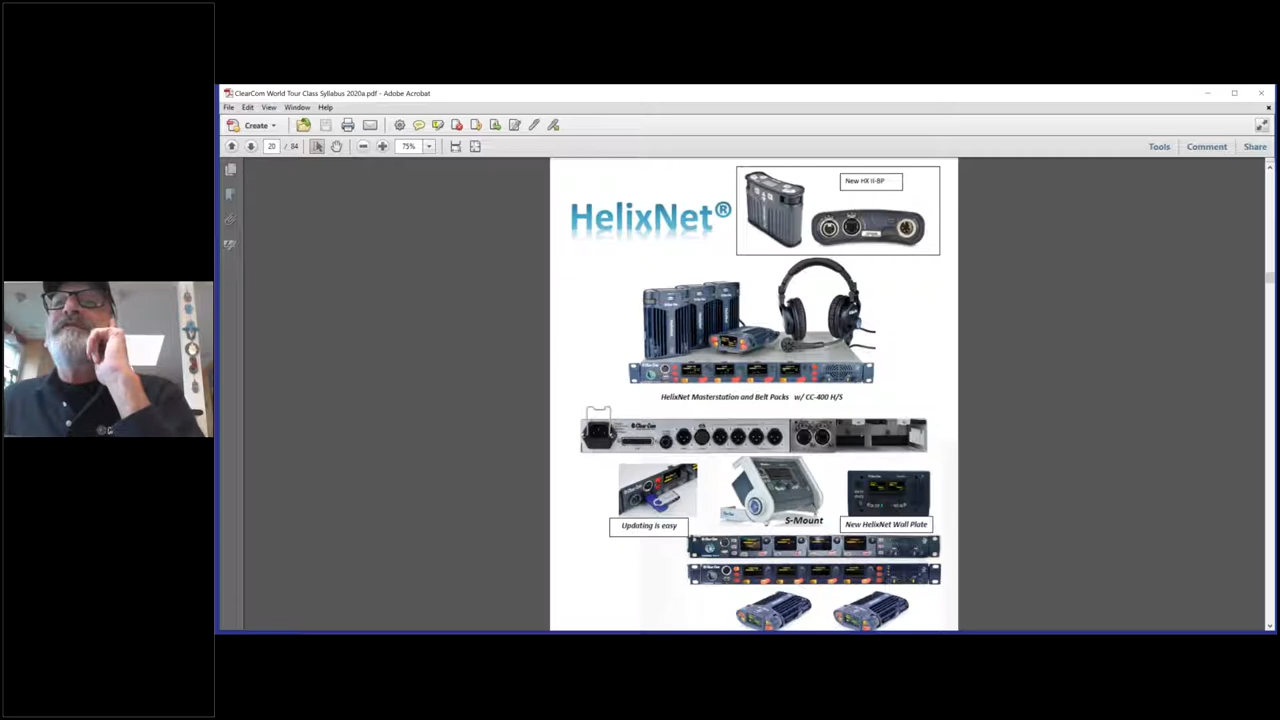 ClearCom World Tour Class Syllabus 2020a.pdf - Adobe Acrobat
File Edit View Window Help
Create
20 / 84 75%
Tools Comment Share
HelixNet®
New HX II-BP
HelixNet Masterstation and Belt Packs w/ CC-400 H/S
Clear-Com
Updating is easy
S-Mount
New HelixNet Wall Plate